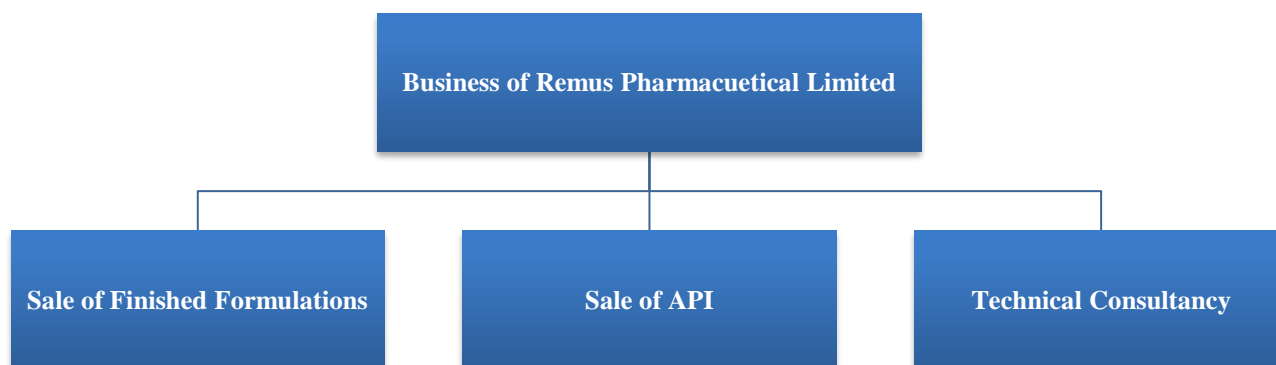 Business of Remus Pharmacuetical Limited
Sale of Finished Formulations
Sale of API
Technical Consultancy